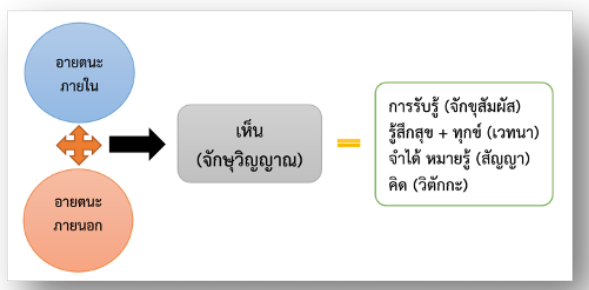 อายตนะ
ภายใน
อายตนะ
ภายนอก
เห็น
(จักษุวิญญาณ)
การรับรู้ (จักขุสัมผัส)
รู้สึกสุข + ทุกข์ (เวทนา)
จำได้ หมายรู้ (สัญญา)
คิด (วิตักกะ)